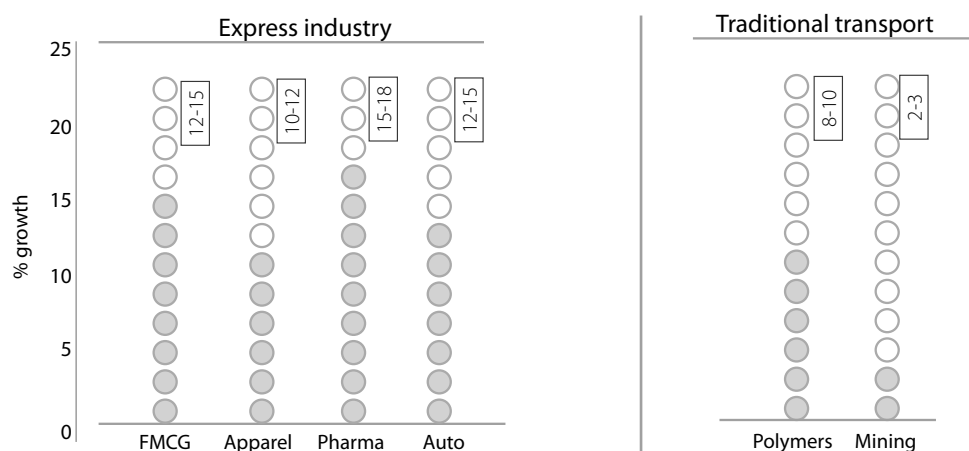 Express industry
Traditional transport
% growth
25
20
15
10
5
0
12-15
10-12
15-18
12-15
8-10
2-3
FMCG Apparel Pharma Auto
Polymers Mining